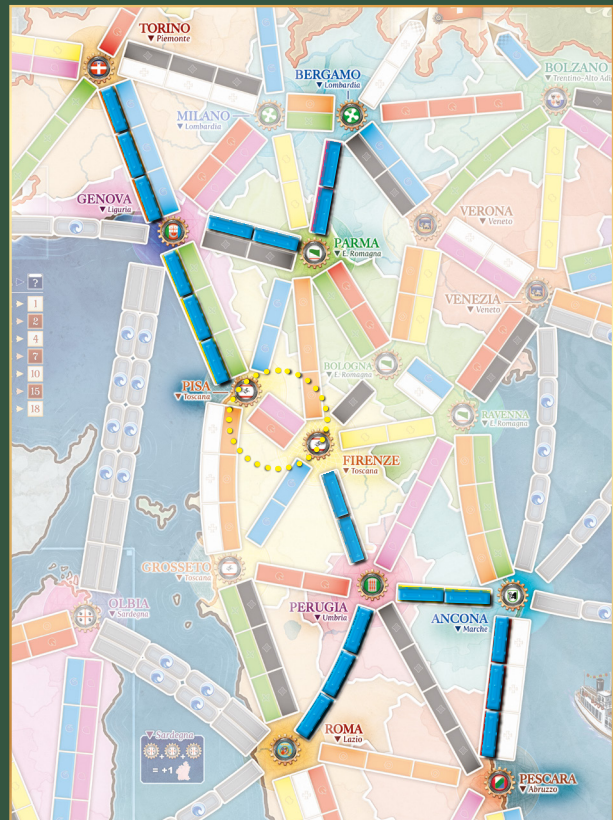 TORINO
▼ Piemonte
BERGAMO
▼ Lombardia
BOLZANO
▼ Trentino-Alto Adi
MILANO
▼ Lombardia
GENOVA
▼ Liguria
VERONA
▼ Veneto
PARMA
▼ E. Romagna
VENEZIA
▼ Veneto
?
1
2
4
7
10
15
18
BOLOGNA
▼ E. Romagna
PISA
▼ Toscana
RAVENNA
▼ E. Romagna
FIRENZE
▼ Toscana
GROSSETO
▼ Toscana
OLBIA
▼ Sardegna
PERUGIA
▼ Umbria
ANCONA
▼ Marche
ROMA
▼ Lazio
▼ Sardegna
= +1
PESCARA
▼ Abruzzo